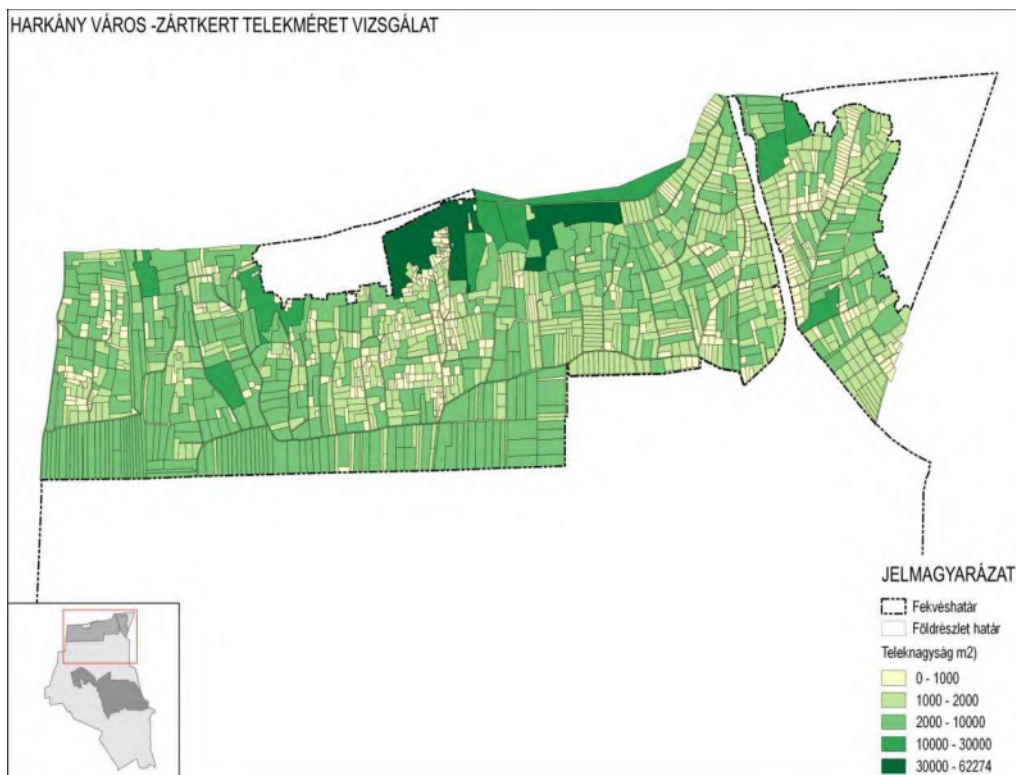 HARKÁNY VÁROS -ZÁRTKERT TELEKMÉRET VIZSGÁLAT
JELMAGYARÁZAT
Fekvéshatár
Földrészlet határ
Teleknagyság m2)
0 - 1000
1000 - 2000
2000 - 10000
10000 - 30000
30000 - 62274